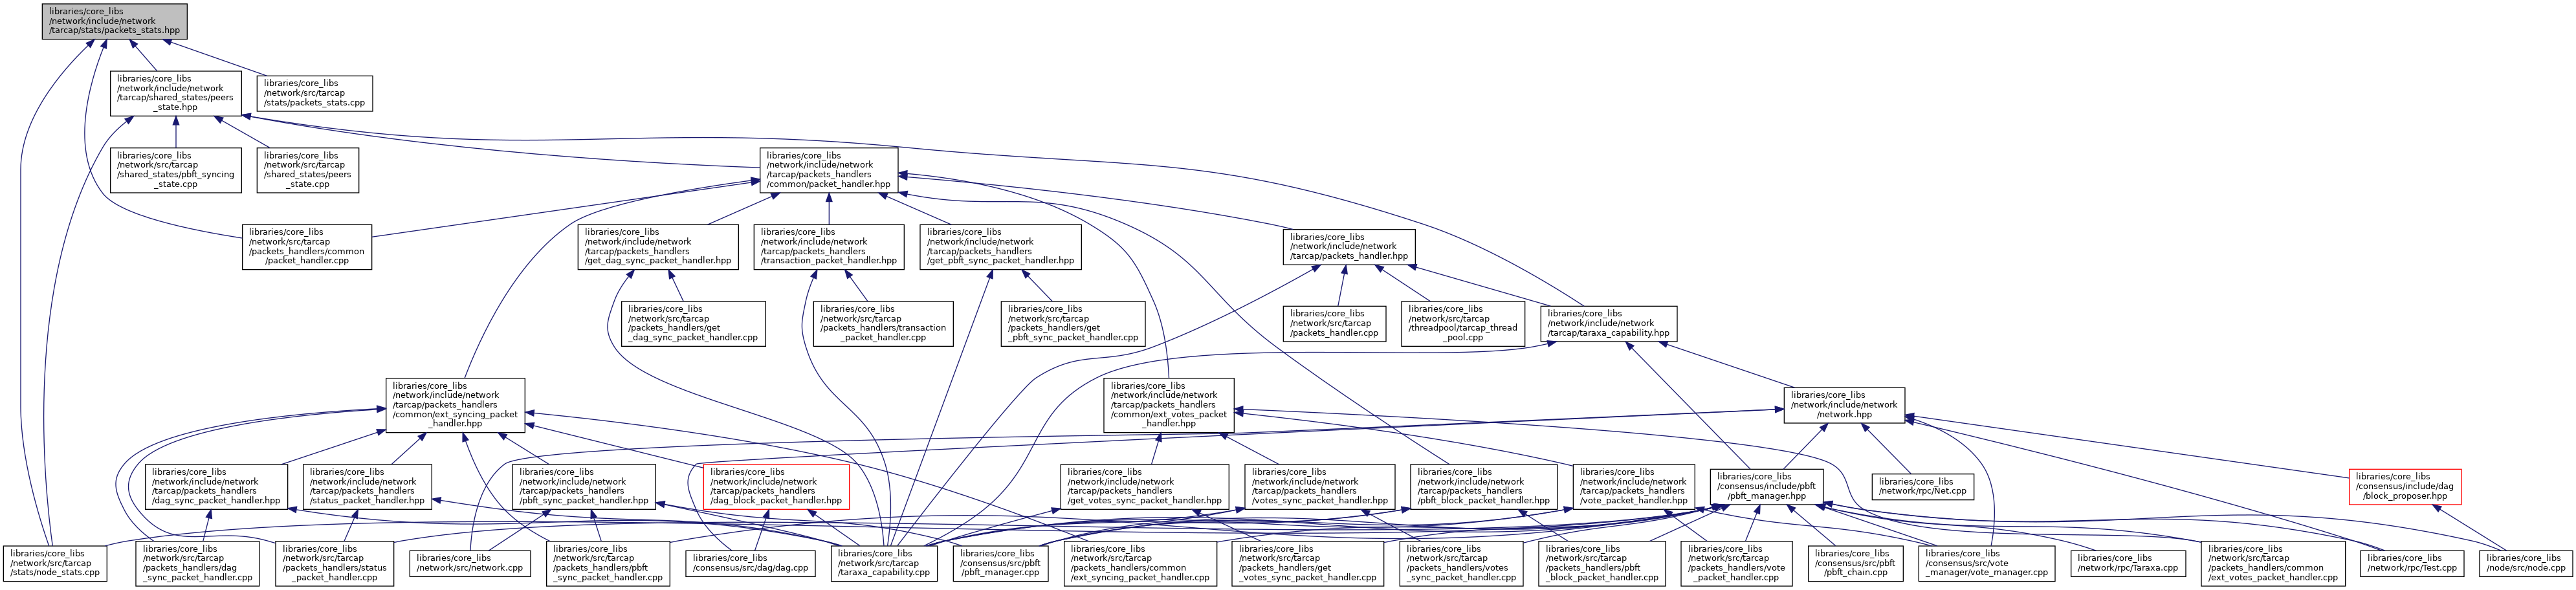 libraries/core_libs
/network/include/network
/tarcap/stats/packets_stats.hpp
libraries/core_libs
/network/include/network
/tarcap/shared_states/peers
_state.hpp
libraries/core_libs
/network/src/tarcap
/stats/packets_stats.cpp
libraries/core_libs
/network/src/tarcap
/shared_states/pbft_syncing
_state.cpp
libraries/core_libs
/network/src/tarcap
/shared_states/peers
_state.cpp
libraries/core_libs
/network/include/network
/tarcap/packets_handlers
/common/packet_handler.hpp
libraries/core_libs
/network/src/tarcap
/packets_handlers/common
/packet_handler.cpp
libraries/core_libs
/network/include/network
/tarcap/packets_handlers
/get_dag_sync_packet_handler.hpp
libraries/core_libs
/network/include/network
/tarcap/packets_handlers
/transaction_packet_handler.hpp
libraries/core_libs
/network/include/network
/tarcap/packets_handlers
/get_pbft_sync_packet_handler.hpp
libraries/core_libs
/network/include/network
/tarcap/packets_handler.hpp
libraries/core_libs
/network/src/tarcap
/packets_handlers/get
_dag_sync_packet_handler.cpp
libraries/core_libs
/network/src/tarcap
/packets_handlers/transaction
_packet_handler.cpp
libraries/core_libs
/network/src/tarcap
/packets_handlers/get
_pbft_sync_packet_handler.cpp
libraries/core_libs
/network/src/tarcap
/packets_handler.cpp
libraries/core_libs
/network/src/tarcap
/threadpool/tarcap_thread
_pool.cpp
libraries/core_libs
/network/include/network
/tarcap/taraxa_capability.hpp
libraries/core_libs
/network/include/network
/tarcap/packets_handlers
/common/ext_syncing_packet
_handler.hpp
libraries/core_libs
/network/include/network
/tarcap/packets_handlers
/common/ext_votes_packet
_handler.hpp
libraries/core_libs
/network/include/network
/network.hpp
libraries/core_libs
/network/include/network
/tarcap/packets_handlers
/dag_sync_packet_handler.hpp
libraries/core_libs
/network/include/network
/tarcap/packets_handlers
/status_packet_handler.hpp
libraries/core_libs
/network/include/network
/tarcap/packets_handlers
/pbft_sync_packet_handler.hpp
libraries/core_libs
/network/include/network
/tarcap/packets_handlers
/dag_block_packet_handler.hpp
libraries/core_libs
/network/include/network
/tarcap/packets_handlers
/get_votes_sync_packet_handler.hpp
libraries/core_libs
/network/include/network
/tarcap/packets_handlers
/votes_sync_packet_handler.hpp
libraries/core_libs
/network/include/network
/tarcap/packets_handlers
/pbft_block_packet_handler.hpp
libraries/core_libs
/network/include/network
/tarcap/packets_handlers
/vote_packet_handler.hpp
libraries/core_libs
/consensus/include/pbft
/pbft_manager.hpp
libraries/core_libs
/network/rpc/Net.cpp
libraries/core_libs
/consensus/include/dag
/block_proposer.hpp
libraries/core_libs
/network/src/tarcap
/stats/node_stats.cpp
libraries/core_libs
/network/src/tarcap
/packets_handlers/dag
_sync_packet_handler.cpp
libraries/core_libs
/network/src/tarcap
/packets_handlers/status
_packet_handler.cpp
libraries/core_libs
/network/src/network.cpp
libraries/core_libs
/network/src/tarcap
/packets_handlers/pbft
_sync_packet_handler.cpp
libraries/core_libs
/consensus/src/dag/dag.cpp
libraries/core_libs
/network/src/tarcap
/taraxa_capability.cpp
libraries/core_libs
/consensus/src/pbft
/pbft_manager.cpp
libraries/core_libs
/network/src/tarcap
/packets_handlers/common
/ext_syncing_packet_handler.cpp
libraries/core_libs
/network/src/tarcap
/packets_handlers/get
_votes_sync_packet_handler.cpp
libraries/core_libs
/network/src/tarcap
/packets_handlers/votes
_sync_packet_handler.cpp
libraries/core_libs
/network/src/tarcap
/packets_handlers/pbft
_block_packet_handler.cpp
libraries/core_libs
/network/src/tarcap
/packets_handlers/vote
_packet_handler.cpp
libraries/core_libs
/consensus/src/pbft
/pbft_chain.cpp
libraries/core_libs
/consensus/src/vote
_manager/vote_manager.cpp
libraries/core_libs
/network/rpc/Taraxa.cpp
libraries/core_libs
/network/src/tarcap
/packets_handlers/common
/ext_votes_packet_handler.cpp
libraries/core_libs
/network/rpc/Test.cpp
libraries/core_libs
/node/src/node.cpp